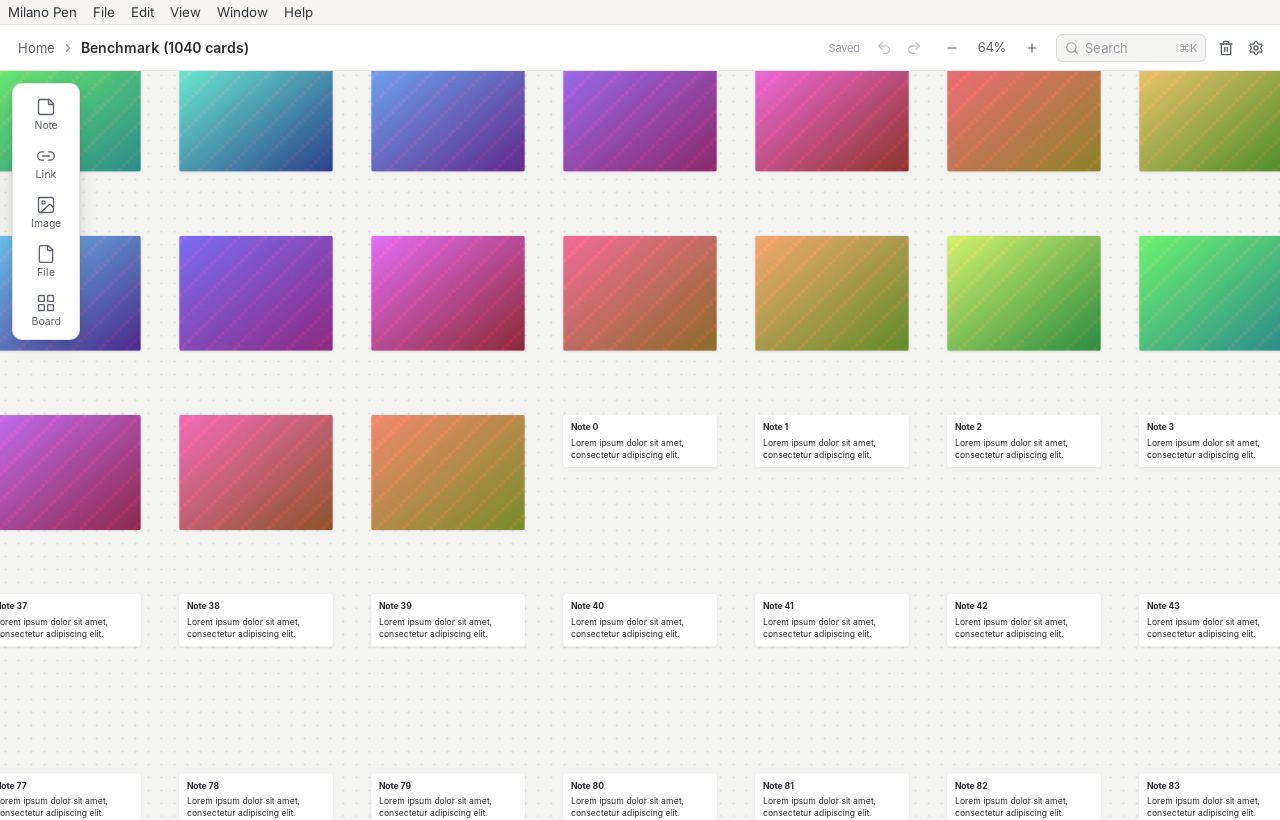 Milano Pen File Edit View Window Help
Home > Benchmark (1040 cards) Saved 64% Search ⌘K
Note
Link
Image
File
Board
Note 0
Lorem ipsum dolor sit amet,
consectetur adipiscing elit.
Note 1
Lorem ipsum dolor sit amet,
consectetur adipiscing elit.
Note 2
Lorem ipsum dolor sit amet,
consectetur adipiscing elit.
Note 3
Lorem ipsum dolor sit amet,
consectetur adipiscing elit.
ote 37
orem ipsum dolor sit amet,
onsectetur adipiscing elit.
Note 38
Lorem ipsum dolor sit amet,
consectetur adipiscing elit.
Note 39
Lorem ipsum dolor sit amet,
consectetur adipiscing elit.
Note 40
Lorem ipsum dolor sit amet,
consectetur adipiscing elit.
Note 41
Lorem ipsum dolor sit amet,
consectetur adipiscing elit.
Note 42
Lorem ipsum dolor sit amet,
consectetur adipiscing elit.
Note 43
Lorem ipsum dolor sit amet,
consectetur adipiscing elit.
ote 77
orem ipsum dolor sit amet,
onsectetur adipiscing elit.
Note 78
Lorem ipsum dolor sit amet,
consectetur adipiscing elit.
Note 79
Lorem ipsum dolor sit amet,
consectetur adipiscing elit.
Note 80
Lorem ipsum dolor sit amet,
consectetur adipiscing elit.
Note 81
Lorem ipsum dolor sit amet,
consectetur adipiscing elit.
Note 82
Lorem ipsum dolor sit amet,
consectetur adipiscing elit.
Note 83
Lorem ipsum dolor sit amet,
consectetur adipiscing elit.